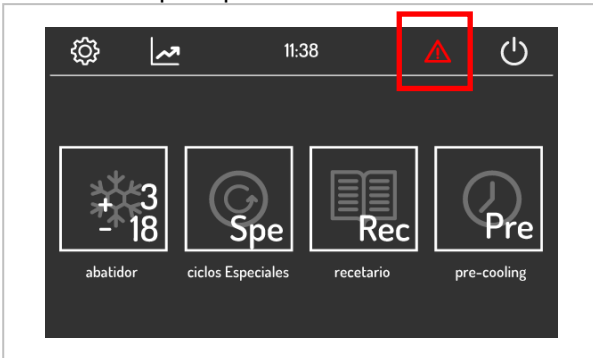 11:38
+ 3
- 18
Spe
Rec
Pre
abatidor
ciclos Especiales
recetario
pre-cooling